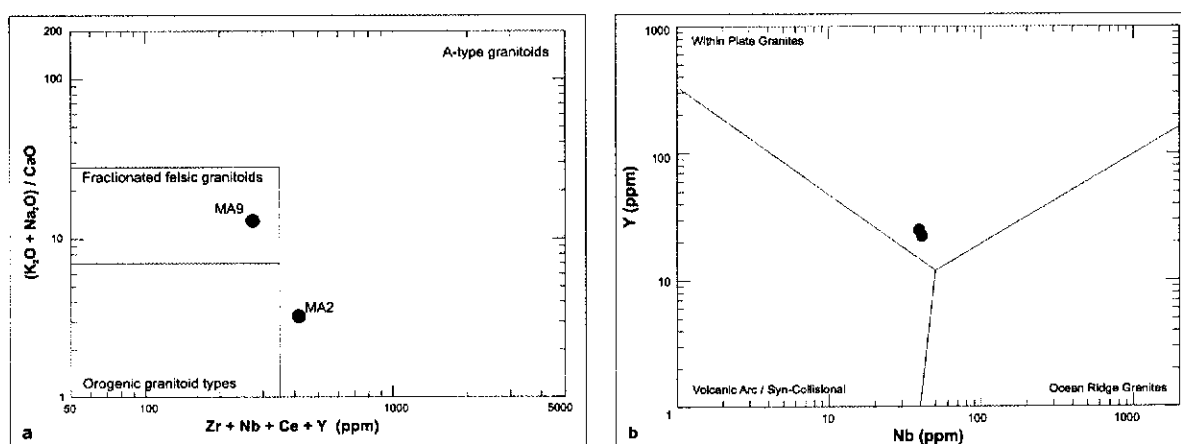 200
100
10
1
50
100
1000
5000
(K₂O + Na₂O) / CaO
Zr + Nb + Ce + Y (ppm)
A-type granitoids
Fractionated felsic granitoids
MA9
MA2
Orogenic granitoid types
a
1000
100
10
1
10
100
1000
Y (ppm)
Nb (ppm)
Within Plate Granites
Volcanic Arc / Syn-Collisional
Ocean Ridge Granites
b